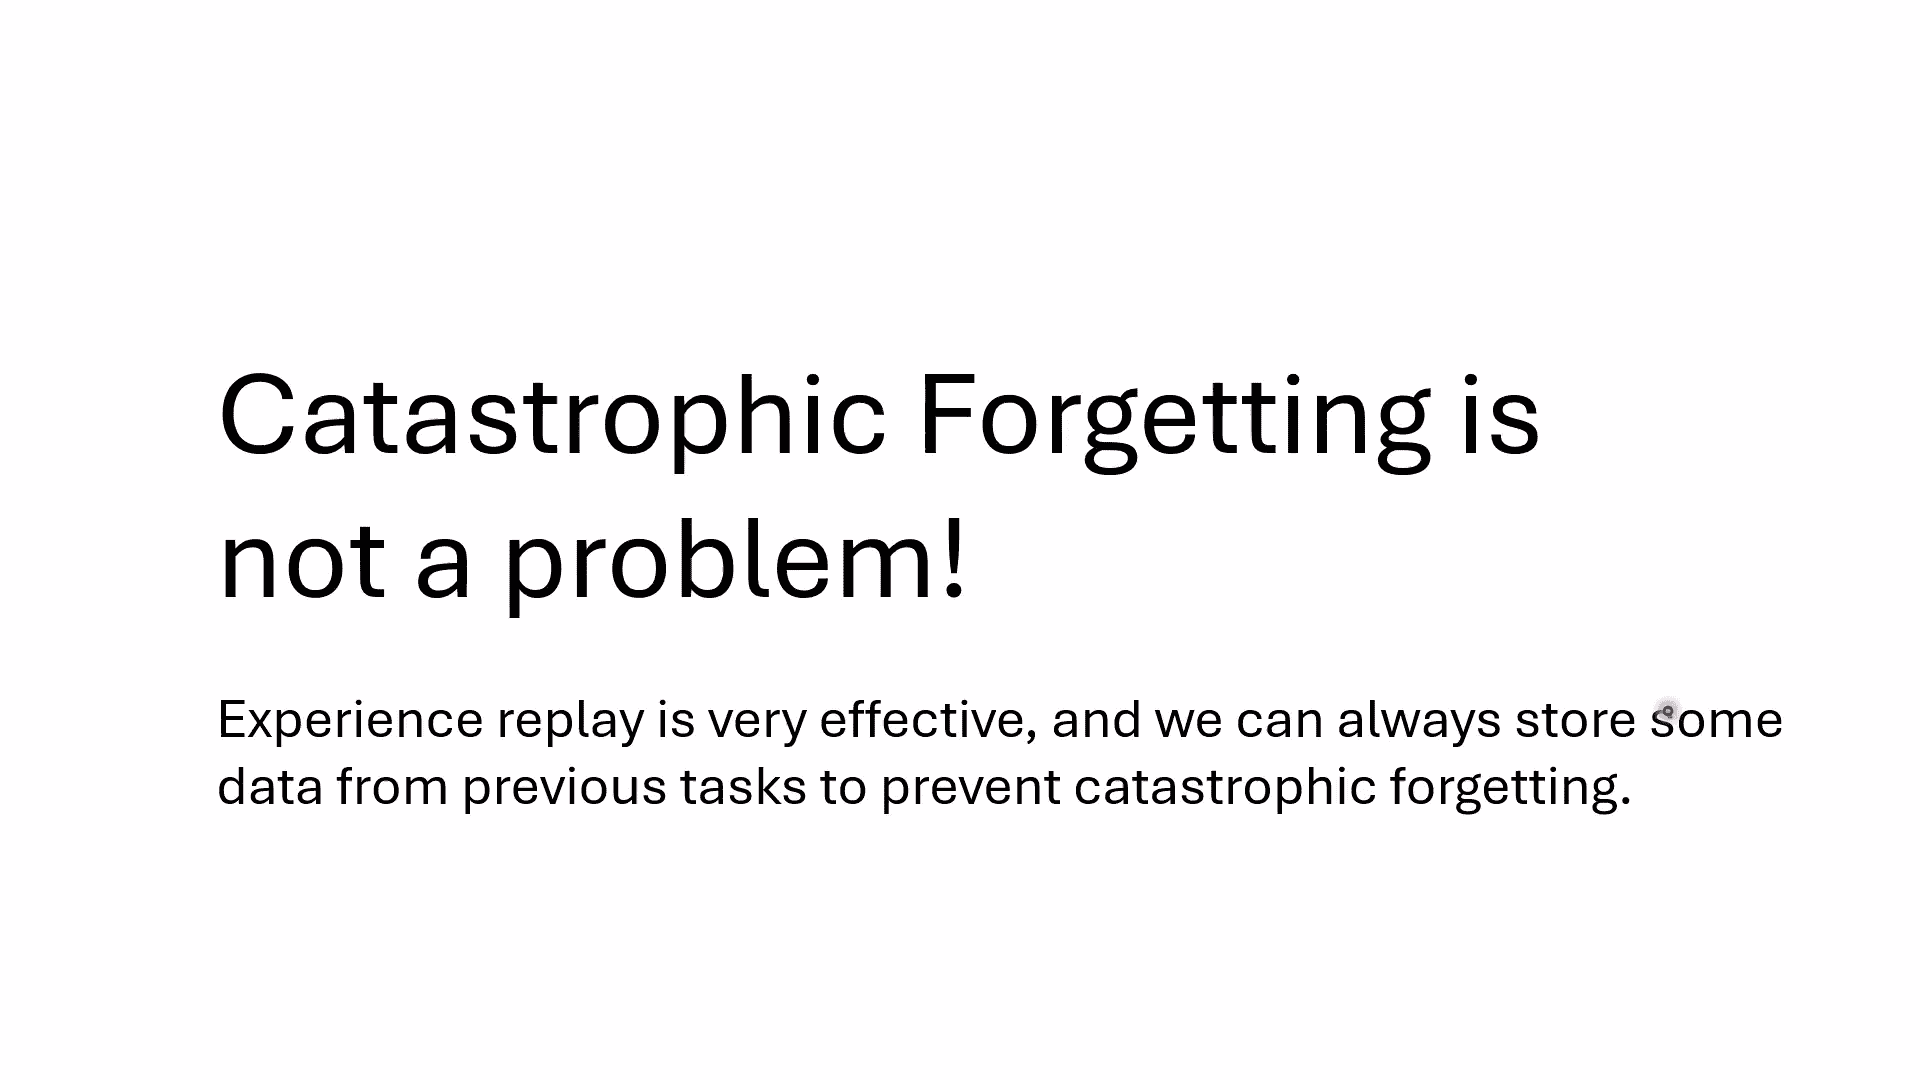 Catastrophic Forgetting is
not a problem!
Experience replay is very effective, and we can always store some
data from previous tasks to prevent catastrophic forgetting.